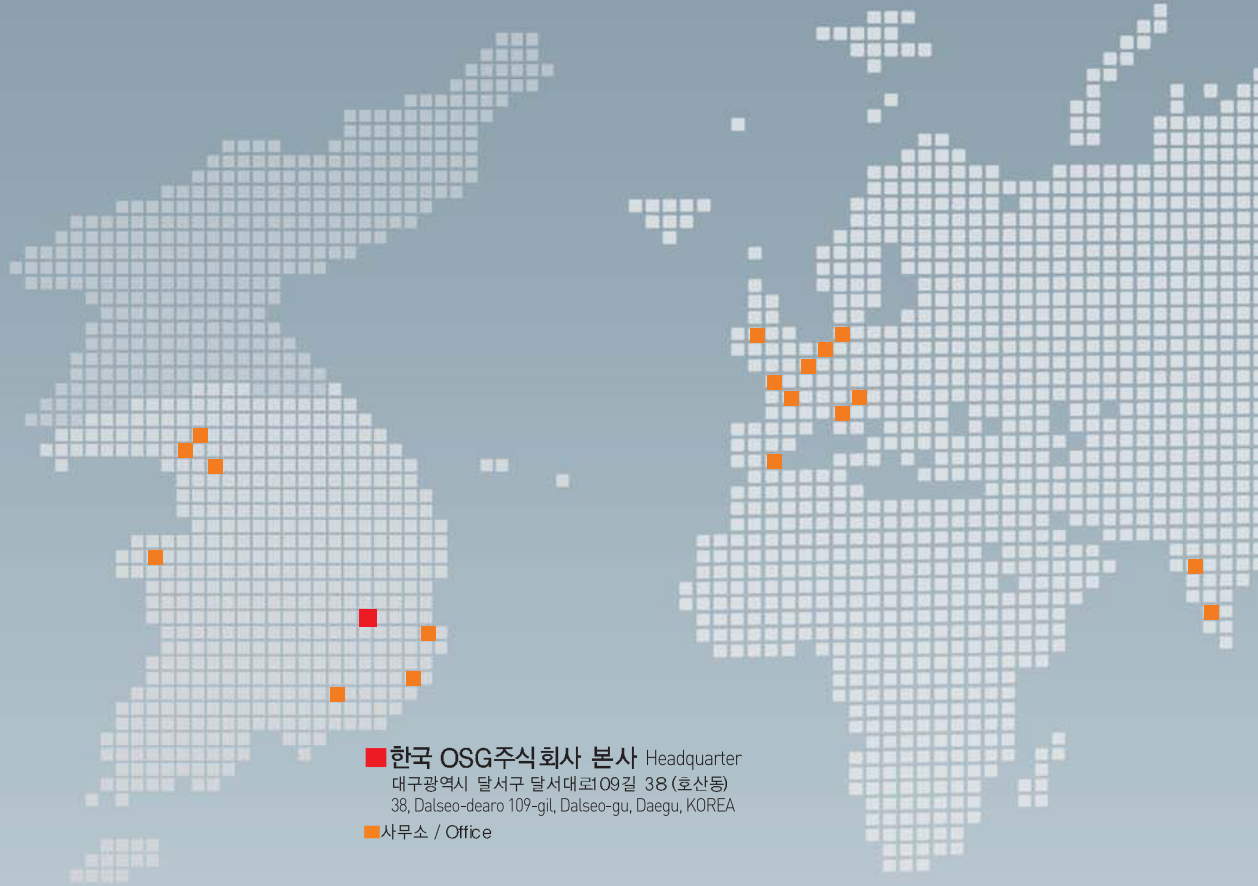 한국 OSG주식회사 본사 Headquarter
대구광역시 달서구 달서대로109길 38 (호산동)
38, Dalseo-dearo 109-gil, Dalseo-gu, Daegu, KOREA
사무소 / Office